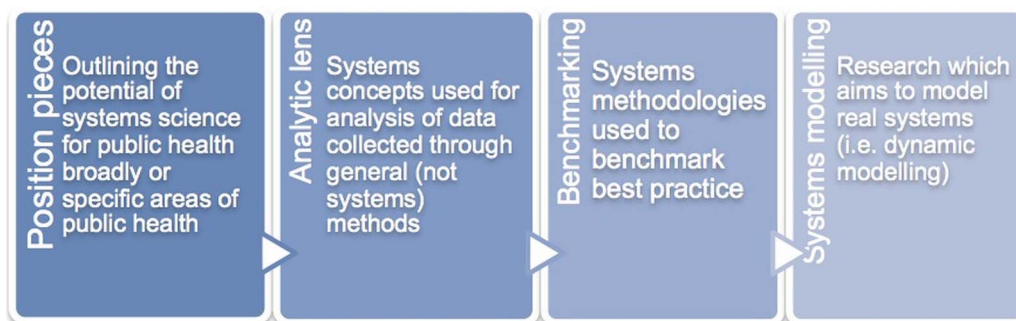 Position pieces
Outlining the
potential of
systems science
for public health
broadly or
specific areas of
public health
Analytic lens
Systems
concepts used for
analysis of data
collected through
general (not
systems)
methods
Benchmarking
Systems
methodologies
used to
benchmark
best practice
Systems modelling
Research which
aims to model
real systems
(i.e. dynamic
modelling)